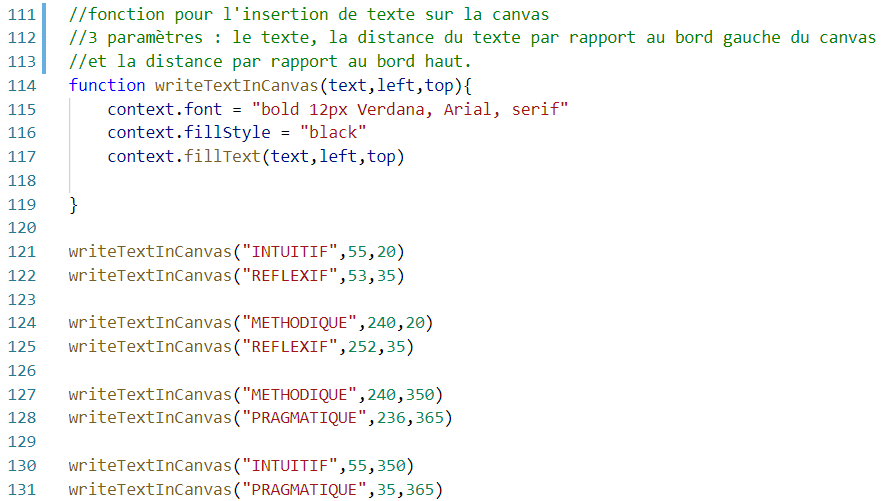 111 //fonction pour l'insertion de texte sur la canvas
112 //3 paramètres : le texte, la distance du texte par rapport au bord gauche du canvas
113 //et la distance par rapport au bord haut.
114 function writeTextInCanvas(text,left,top){
115 context.font = "bold 12px Verdana, Arial, serif"
116 context.fillStyle = "black"
117 context.fillText(text,left,top)
118
119 }
120
121 writeTextInCanvas("INTUITIF",55,20)
122 writeTextInCanvas("REFLEXIF",53,35)
123
124 writeTextInCanvas("METHODIQUE",240,20)
125 writeTextInCanvas("REFLEXIF",252,35)
126
127 writeTextInCanvas("METHODIQUE",240,350)
128 writeTextInCanvas("PRAGMATIQUE",236,365)
129
130 writeTextInCanvas("INTUITIF",55,350)
131 writeTextInCanvas("PRAGMATIQUE",35,365)